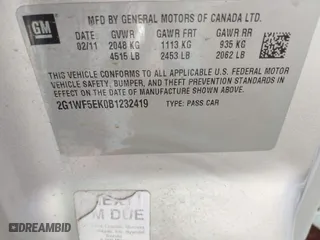 GM
MFD BY GENERAL MOTORS OF CANADA LTD.
DATE GVWR GAWR FRT GAWR RR
02/11 2048 KG 1113 KG 935 KG
4515 LB 2453 LB 2062 LB
THIS VEHICLE CONFORMS TO ALL APPLICABLE U.S. FEDERAL MOTOR
VEHICLE SAFETY, BUMPER, AND THEFT PREVENTION STANDARDS IN
EFFECT ON THE DATE OF MANUFACTURE SHOWN ABOVE.
2G1WF5EK0B1232419 TYPE: PASS CAR
NEXT
DUE
© DREAMBID.COM